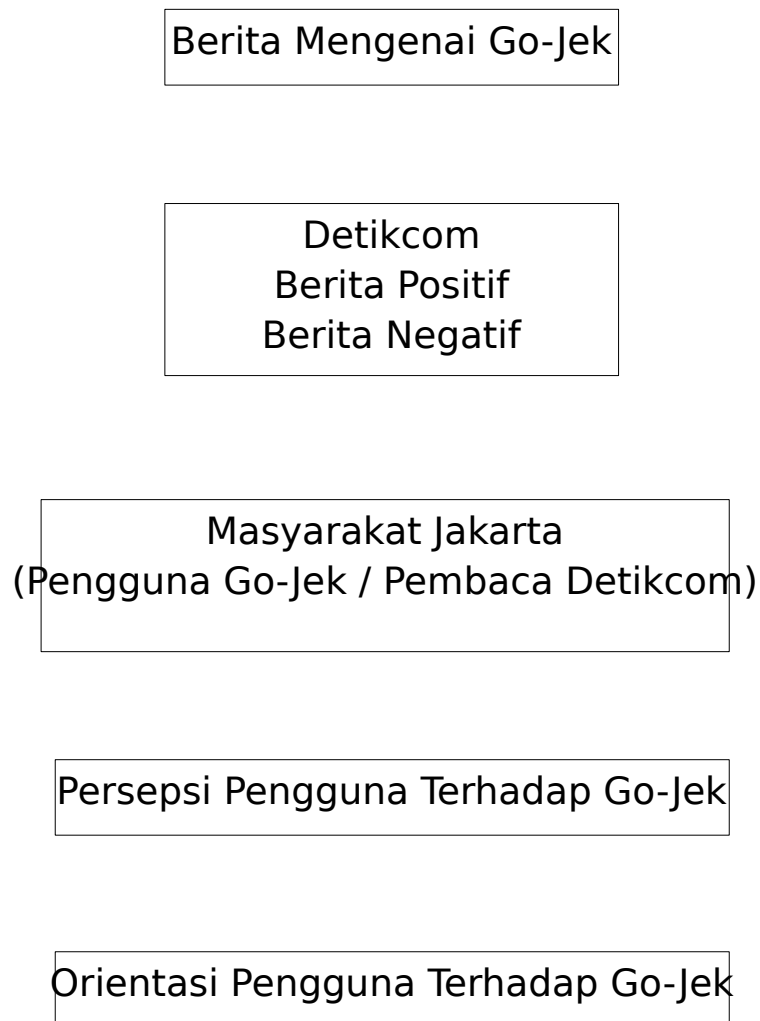 Berita Mengenai Go-Jek
Detikcom
Berita Positif
Berita Negatif
Masyarakat Jakarta
(Pengguna Go-Jek / Pembaca Detikcom)
Persepsi Pengguna Terhadap Go-Jek
Orientasi Pengguna Terhadap Go-Jek